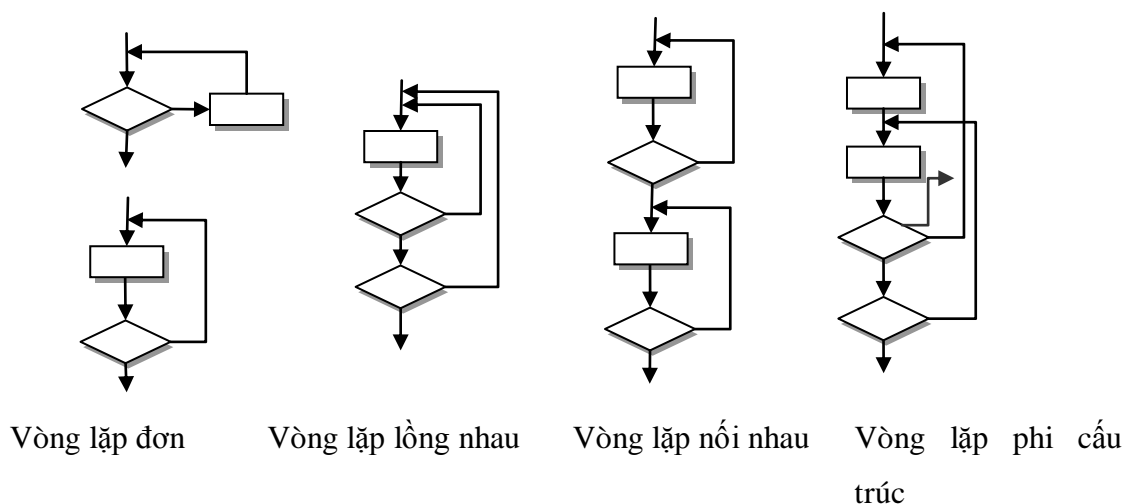 Vòng lặp đơn
Vòng lặp lồng nhau
Vòng lặp nối nhau
Vòng lặp phi cấu
trúc